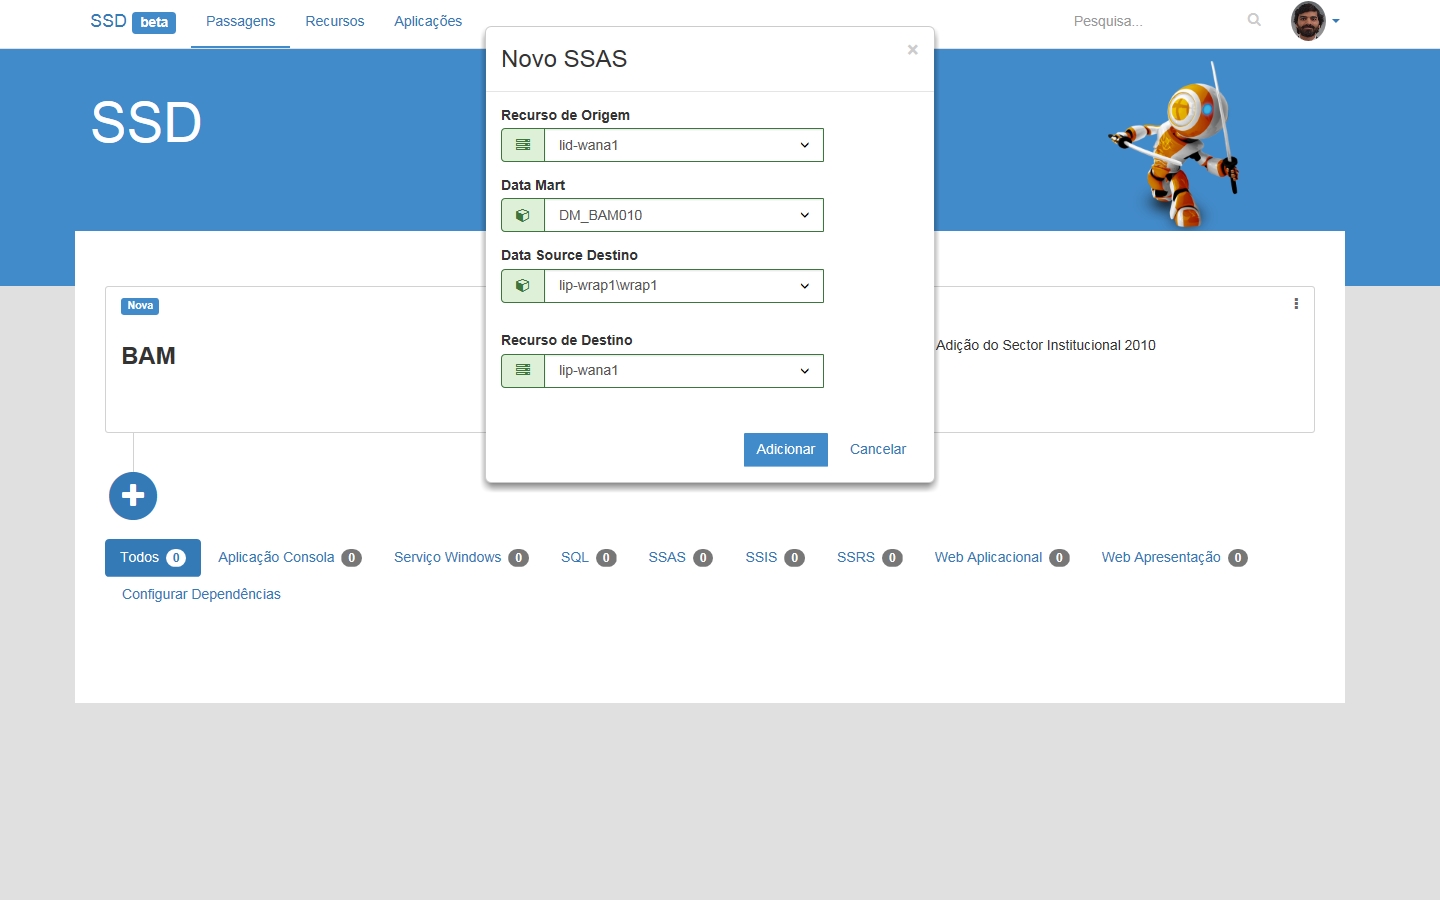 SSD beta Passagens Recursos Aplicações Pesquisa...
SSD
Novo SSAS
×
Recurso de Origem
lid-wana1
Data Mart
DM_BAM010
Data Source Destino
lip-wrap1\wrap1
Recurso de Destino
lip-wana1
Adicionar Cancelar
Nova
BAM
Adição do Sector Institucional 2010
Todos 0 Aplicação Consola 0 Serviço Windows 0 SQL 0 SSAS 0 SSIS 0 SSRS 0 Web Aplicacional 0 Web Apresentação 0
Configurar Dependências